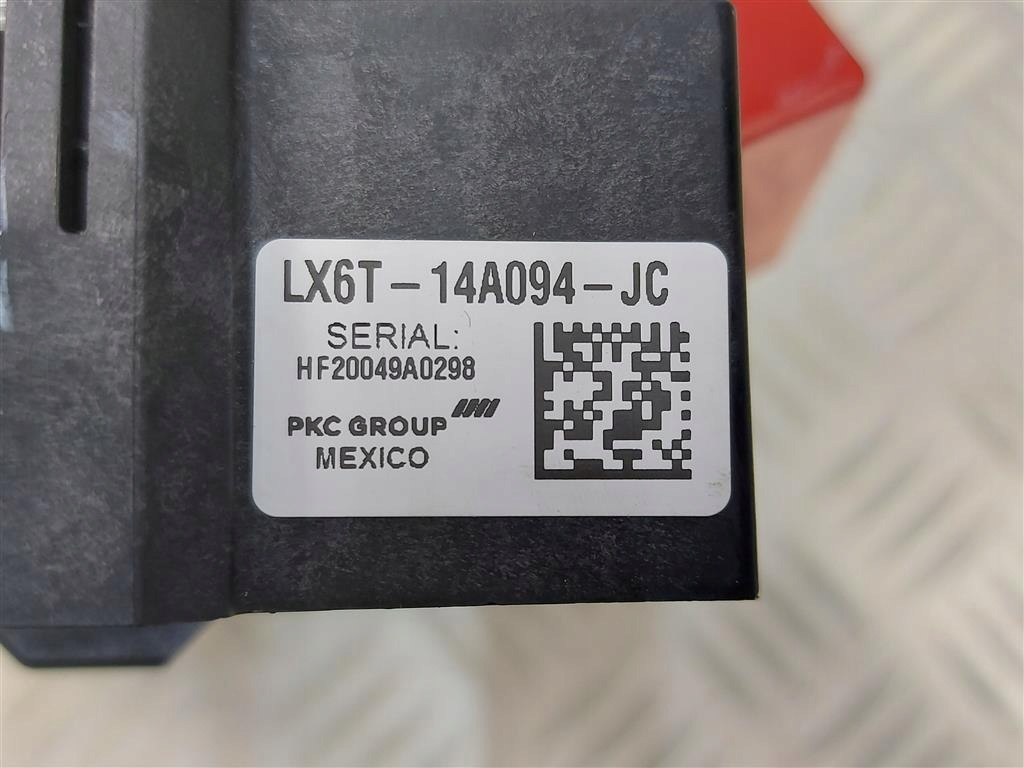 LX6T-14A094-JC
SERIAL:
HF20049A0298
PKC GROUP
MEXICO